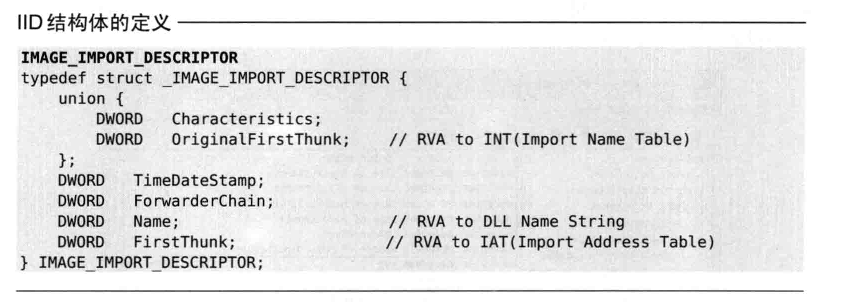 IID结构体的定义
IMAGE_IMPORT_DESCRIPTOR
typedef struct _IMAGE_IMPORT_DESCRIPTOR {
    union {
        DWORD   Characteristics;
        DWORD   OriginalFirstThunk;    // RVA to INT(Import Name Table)
    };
    DWORD   TimeDateStamp;
    DWORD   ForwarderChain;
    DWORD   Name;                  // RVA to DLL Name String
    DWORD   FirstThunk;                // RVA to IAT(Import Address Table)
} IMAGE_IMPORT_DESCRIPTOR;